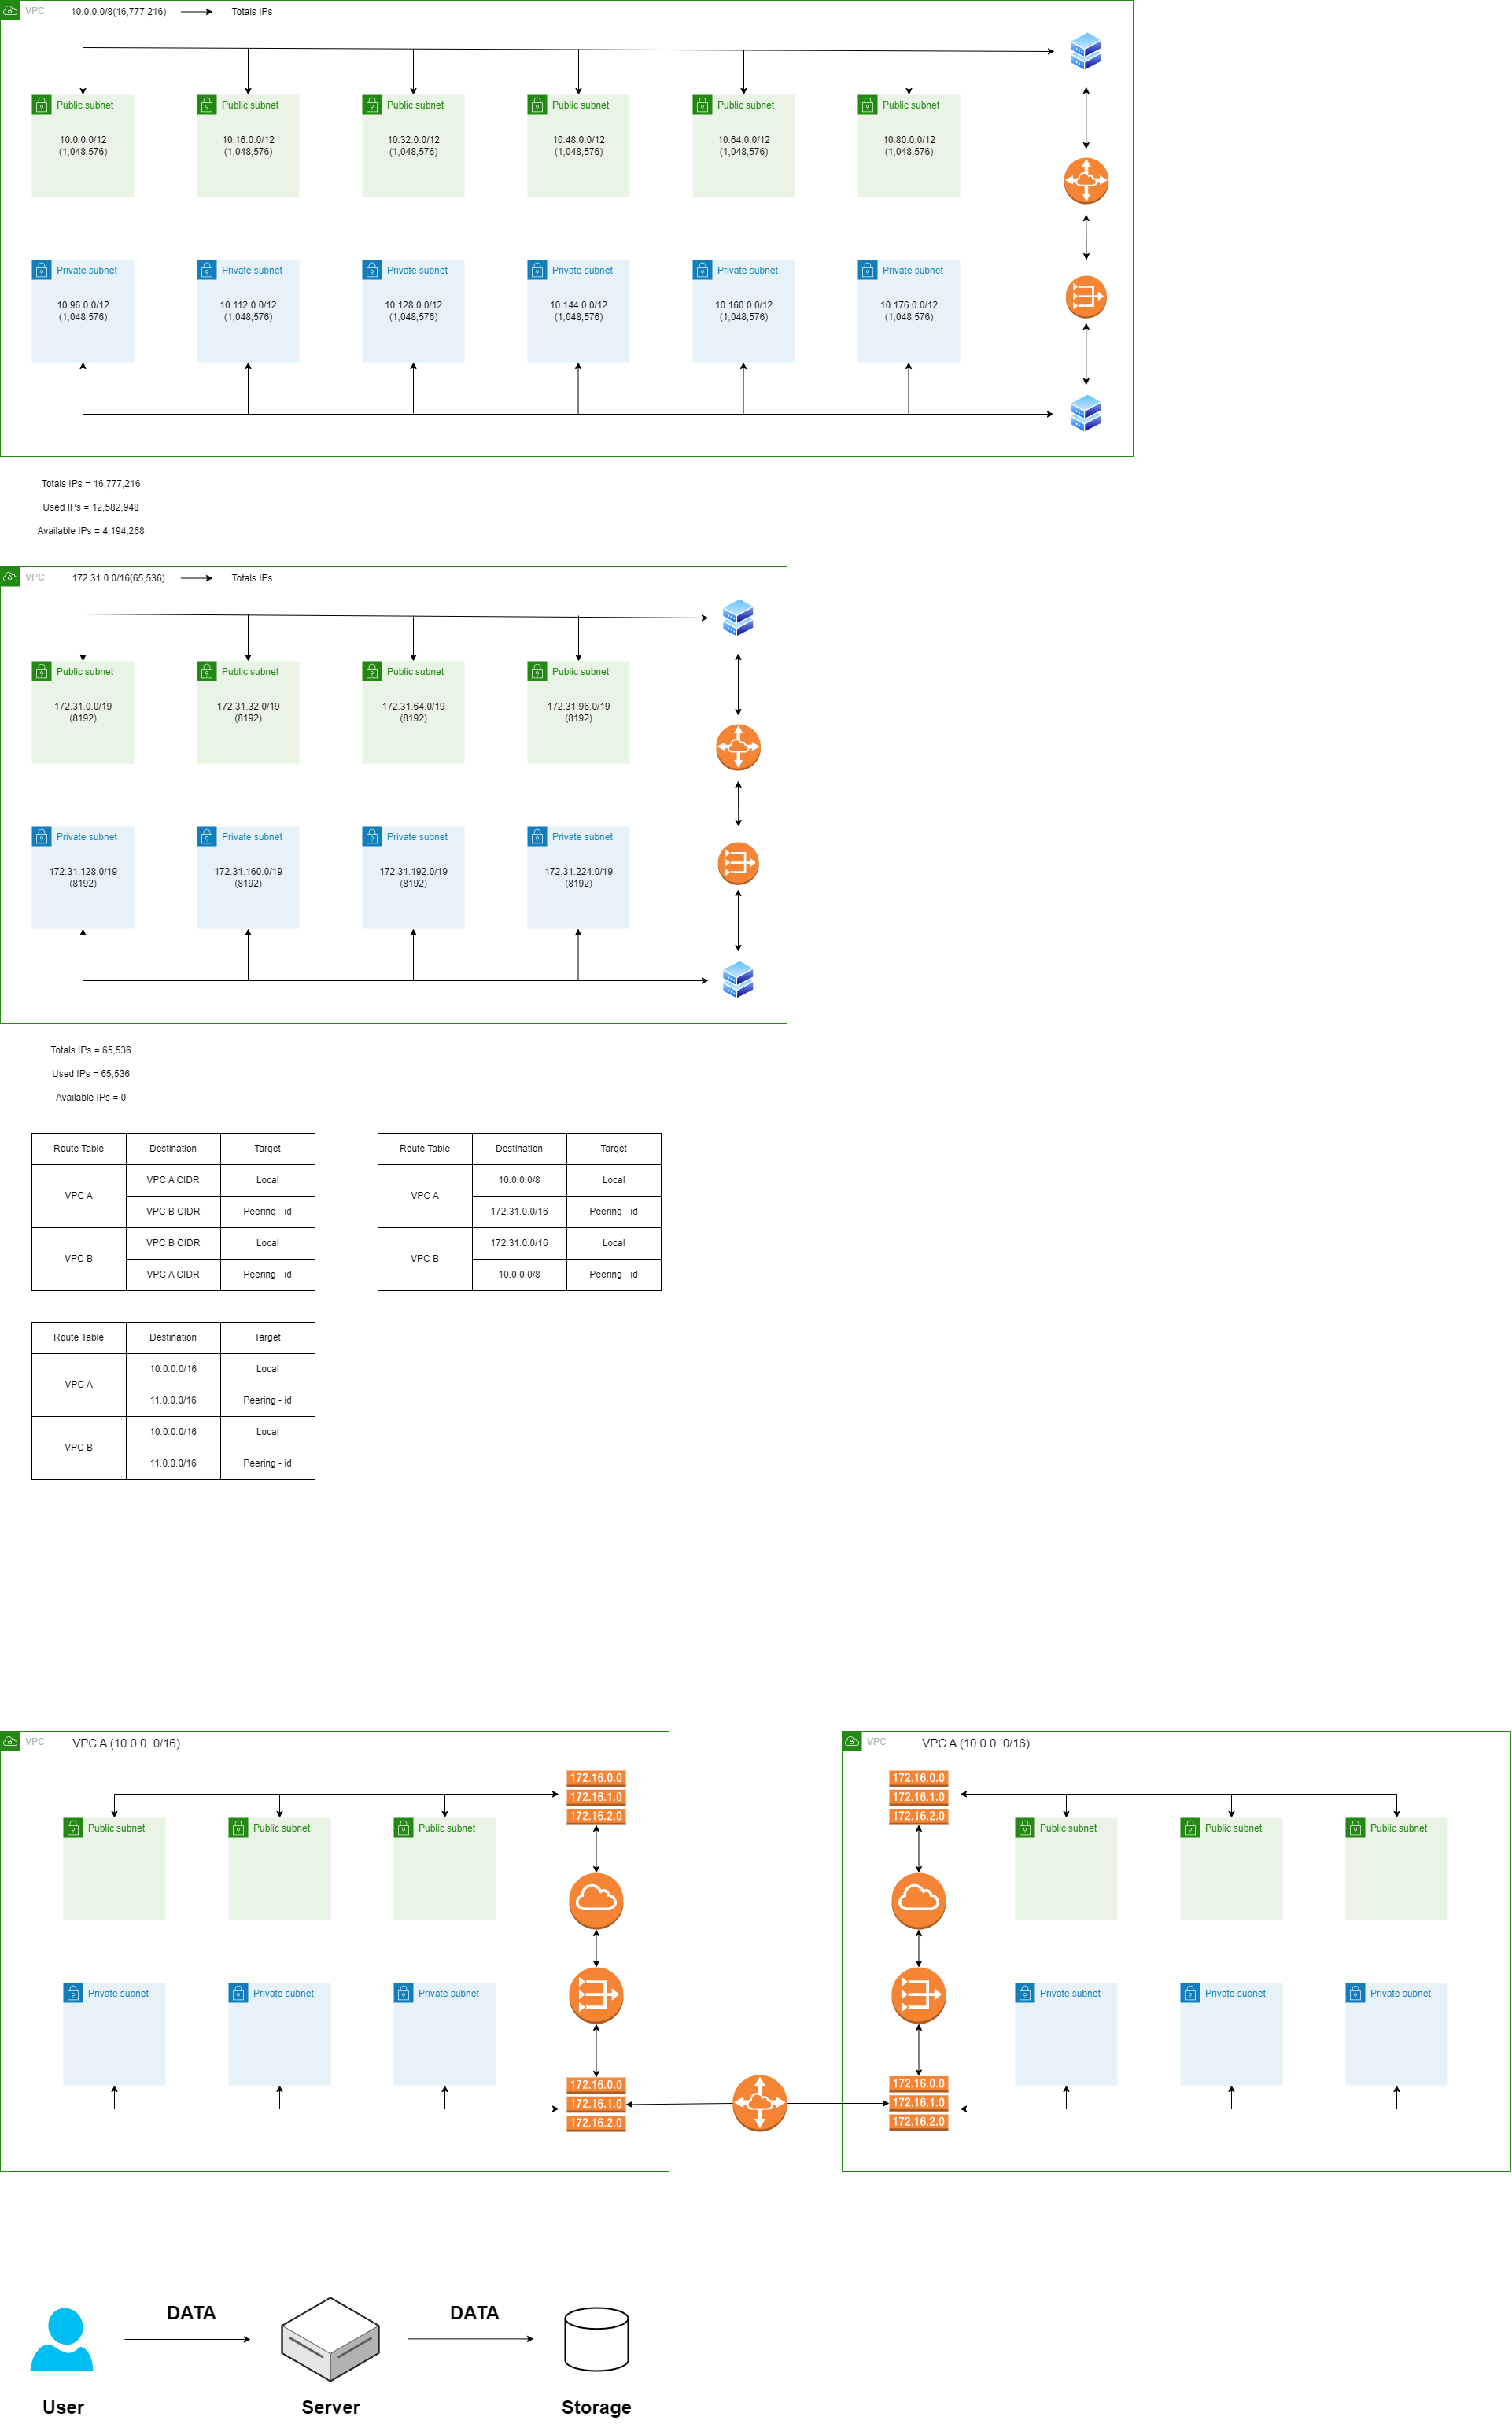 VPC 10.0.0.0/8(16,777,216) Totals IPs
Public subnet Public subnet Public subnet Public subnet Public subnet Public subnet
10.0.0.0/12 10.16.0.0/12 10.32.0.0/12 10.48.0.0/12 10.64.0.0/12 10.80.0.0/12
(1,048,576) (1,048,576) (1,048,576) (1,048,576) (1,048,576) (1,048,576)
Private subnet Private subnet Private subnet Private subnet Private subnet Private subnet
10.96.0.0/12 10.112.0.0/12 10.128.0.0/12 10.144.0.0/12 10.160.0.0/12 10.176.0.0/12
(1,048,576) (1,048,576) (1,048,576) (1,048,576) (1,048,576) (1,048,576)
Totals IPs = 16,777,216
Used IPs = 12,582,948
Available IPs = 4,194,268
VPC 172.31.0.0/16(65,536) Totals IPs
Public subnet Public subnet Public subnet Public subnet
172.31.0.0/19 172.31.32.0/19 172.31.64.0/19 172.31.96.0/19
(8192) (8192) (8192) (8192)
Private subnet Private subnet Private subnet Private subnet
172.31.128.0/19 172.31.160.0/19 172.31.192.0/19 172.31.224.0/19
(8192) (8192) (8192) (8192)
Totals IPs = 65,536
Used IPs = 65,536
Available IPs = 0
Route Table Destination Target
VPC A
VPC A CIDR Local
VPC B CIDR Peering - id
VPC B
VPC B CIDR Local
VPC A CIDR Peering - id
Route Table Destination Target
VPC A
10.0.0.0/8 Local
172.31.0.0/16 Peering - id
VPC B
172.31.0.0/16 Local
10.0.0.0/8 Peering - id
Route Table Destination Target
VPC A
10.0.0.0/16 Local
11.0.0.0/16 Peering - id
VPC B
10.0.0.0/16 Local
11.0.0.0/16 Peering - id
VPC VPC A (10.0.0..0/16)
172.16.0.0
172.16.1.0
172.16.2.0
Public subnet Public subnet Public subnet
Private subnet Private subnet Private subnet
172.16.0.0
172.16.1.0
172.16.2.0
VPC VPC A (10.0.0..0/16)
172.16.0.0
172.16.1.0
172.16.2.0
Public subnet Public subnet Public subnet
Private subnet Private subnet Private subnet
172.16.0.0
172.16.1.0
172.16.2.0
DATA DATA
User Server Storage